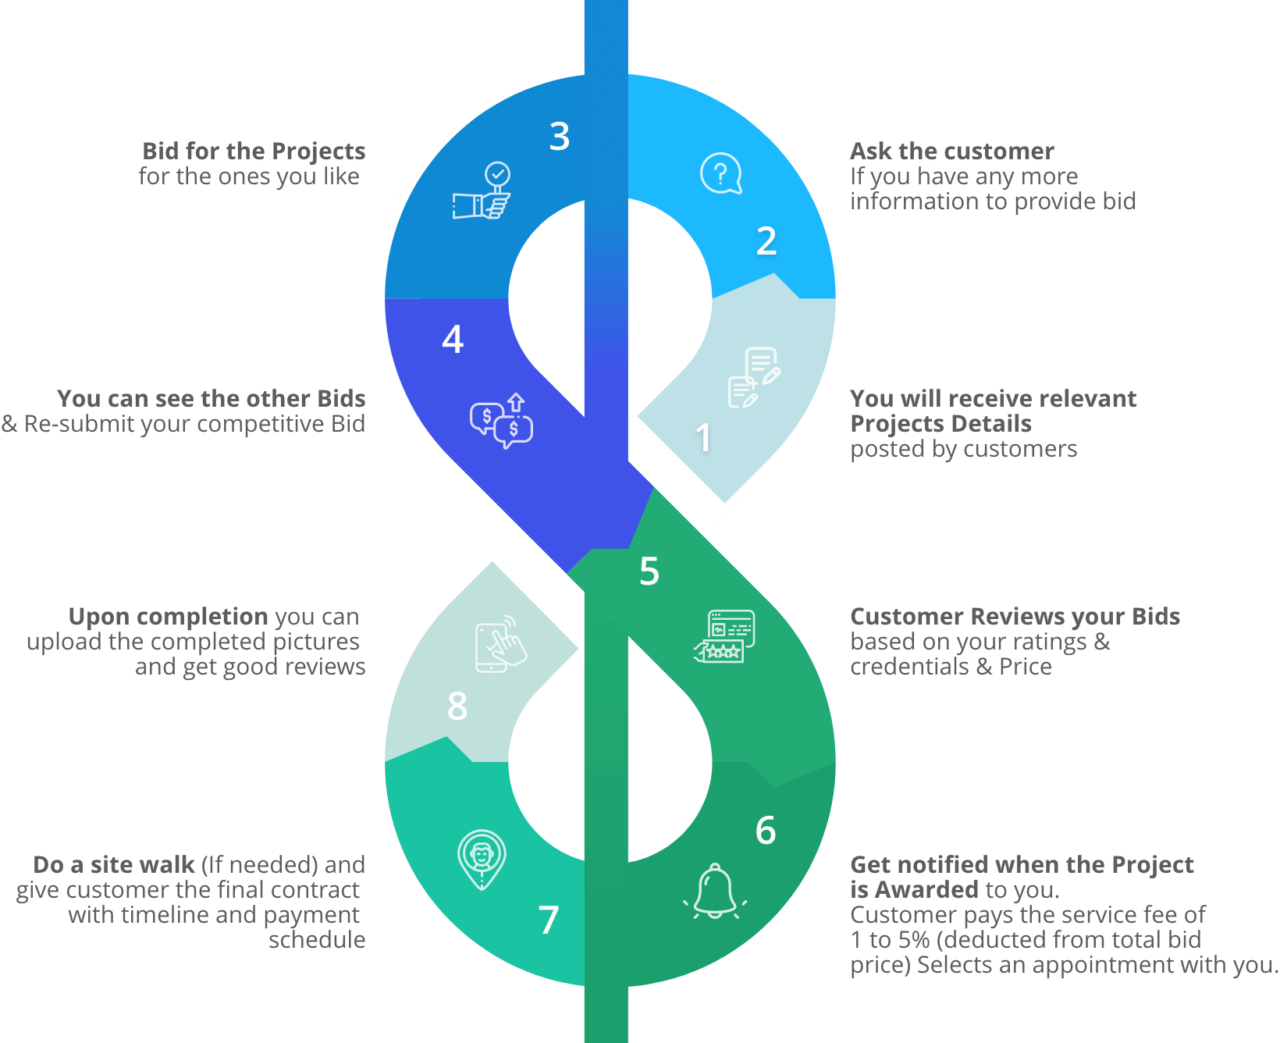 3
Bid for the Projects
for the ones you like
Ask the customer
If you have any more
information to provide bid
2
?
4
You can see the other Bids
& Re-submit your competitive Bid
$
$
You will receive relevant
Projects Details
posted by customers
1
5
Upon completion you can
upload the completed pictures
and get good reviews
Customer Reviews your Bids
based on your ratings &
credentials & Price
8
6
Do a site walk (If needed) and
give customer the final contract
with timeline and payment
schedule
7
Get notified when the Project
is Awarded to you.
Customer pays the service fee of
1 to 5% (deducted from total bid
price) Selects an appointment with you.